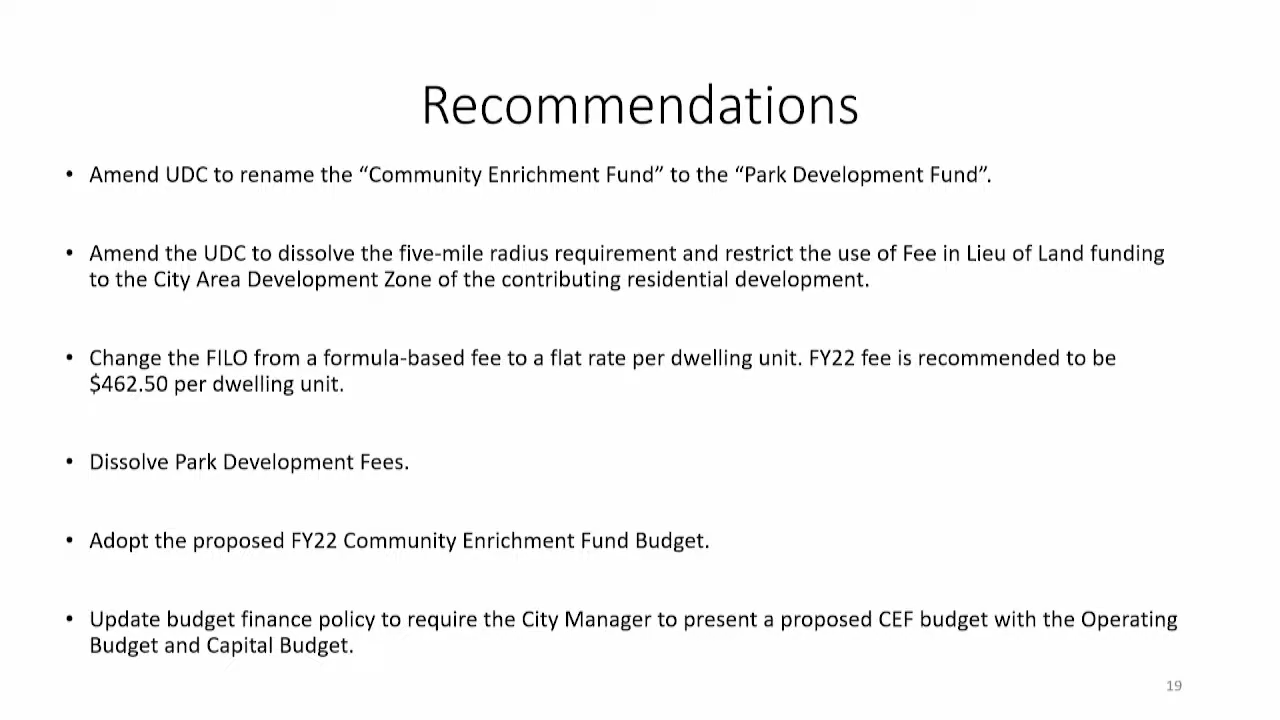 Recommendations
• Amend UDC to rename the “Community Enrichment Fund” to the “Park Development Fund”.
• Amend the UDC to dissolve the five-mile radius requirement and restrict the use of Fee in Lieu of Land funding
to the City Area Development Zone of the contributing residential development.
• Change the FILO from a formula-based fee to a flat rate per dwelling unit. FY22 fee is recommended to be
$462.50 per dwelling unit.
• Dissolve Park Development Fees.
• Adopt the proposed FY22 Community Enrichment Fund Budget.
• Update budget finance policy to require the City Manager to present a proposed CEF budget with the Operating
Budget and Capital Budget.
19